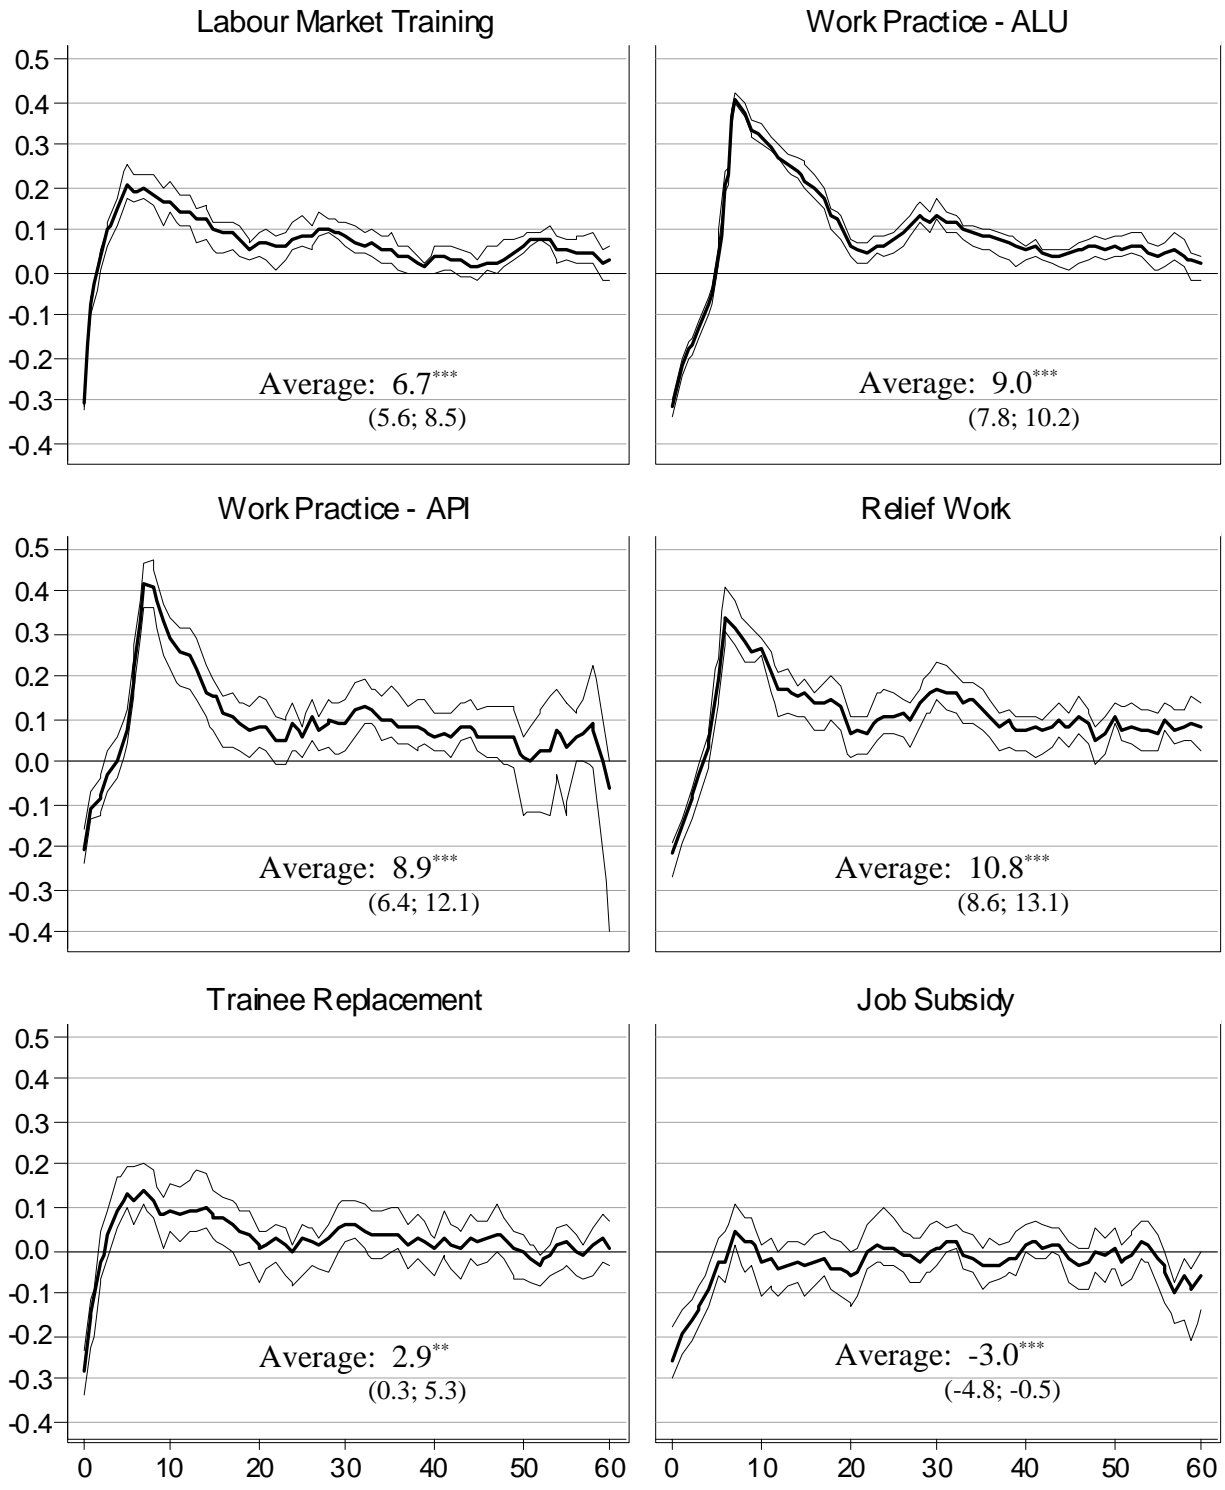 Labour Market Training
0.5
0.4
0.3
0.2
0.1
0.0
-0.1
-0.2
-0.3
-0.4
Average: 6.7***
(5.6; 8.5)
Work Practice - ALU
Average: 9.0***
(7.8; 10.2)
Work Practice - API
0.5
0.4
0.3
0.2
0.1
0.0
-0.1
-0.2
-0.3
-0.4
Average: 8.9***
(6.4; 12.1)
Relief Work
Average: 10.8***
(8.6; 13.1)
Trainee Replacement
0.5
0.4
0.3
0.2
0.1
0.0
-0.1
-0.2
-0.3
-0.4
Average: 2.9**
(0.3; 5.3)
0 10 20 30 40 50 60
Job Subsidy
Average: -3.0***
(-4.8; -0.5)
0 10 20 30 40 50 60